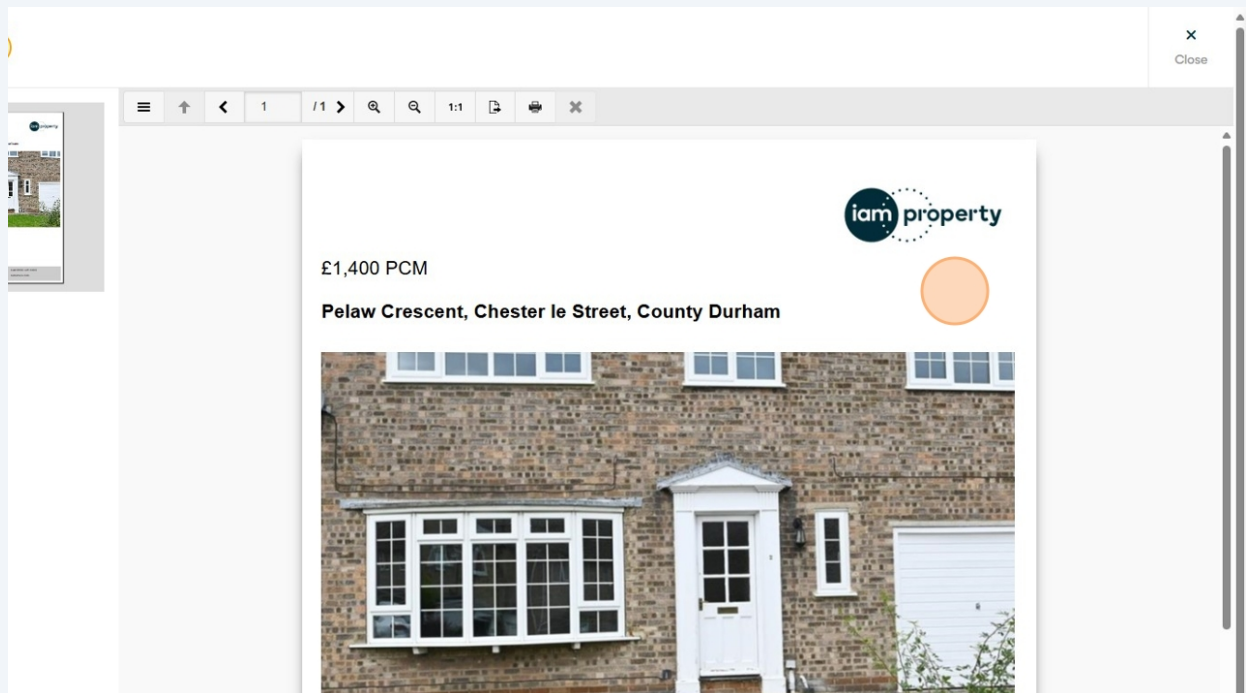 Close
1
/ 1
1:1
iam property
£1,400 PCM
Pelaw Crescent, Chester le Street, County Durham